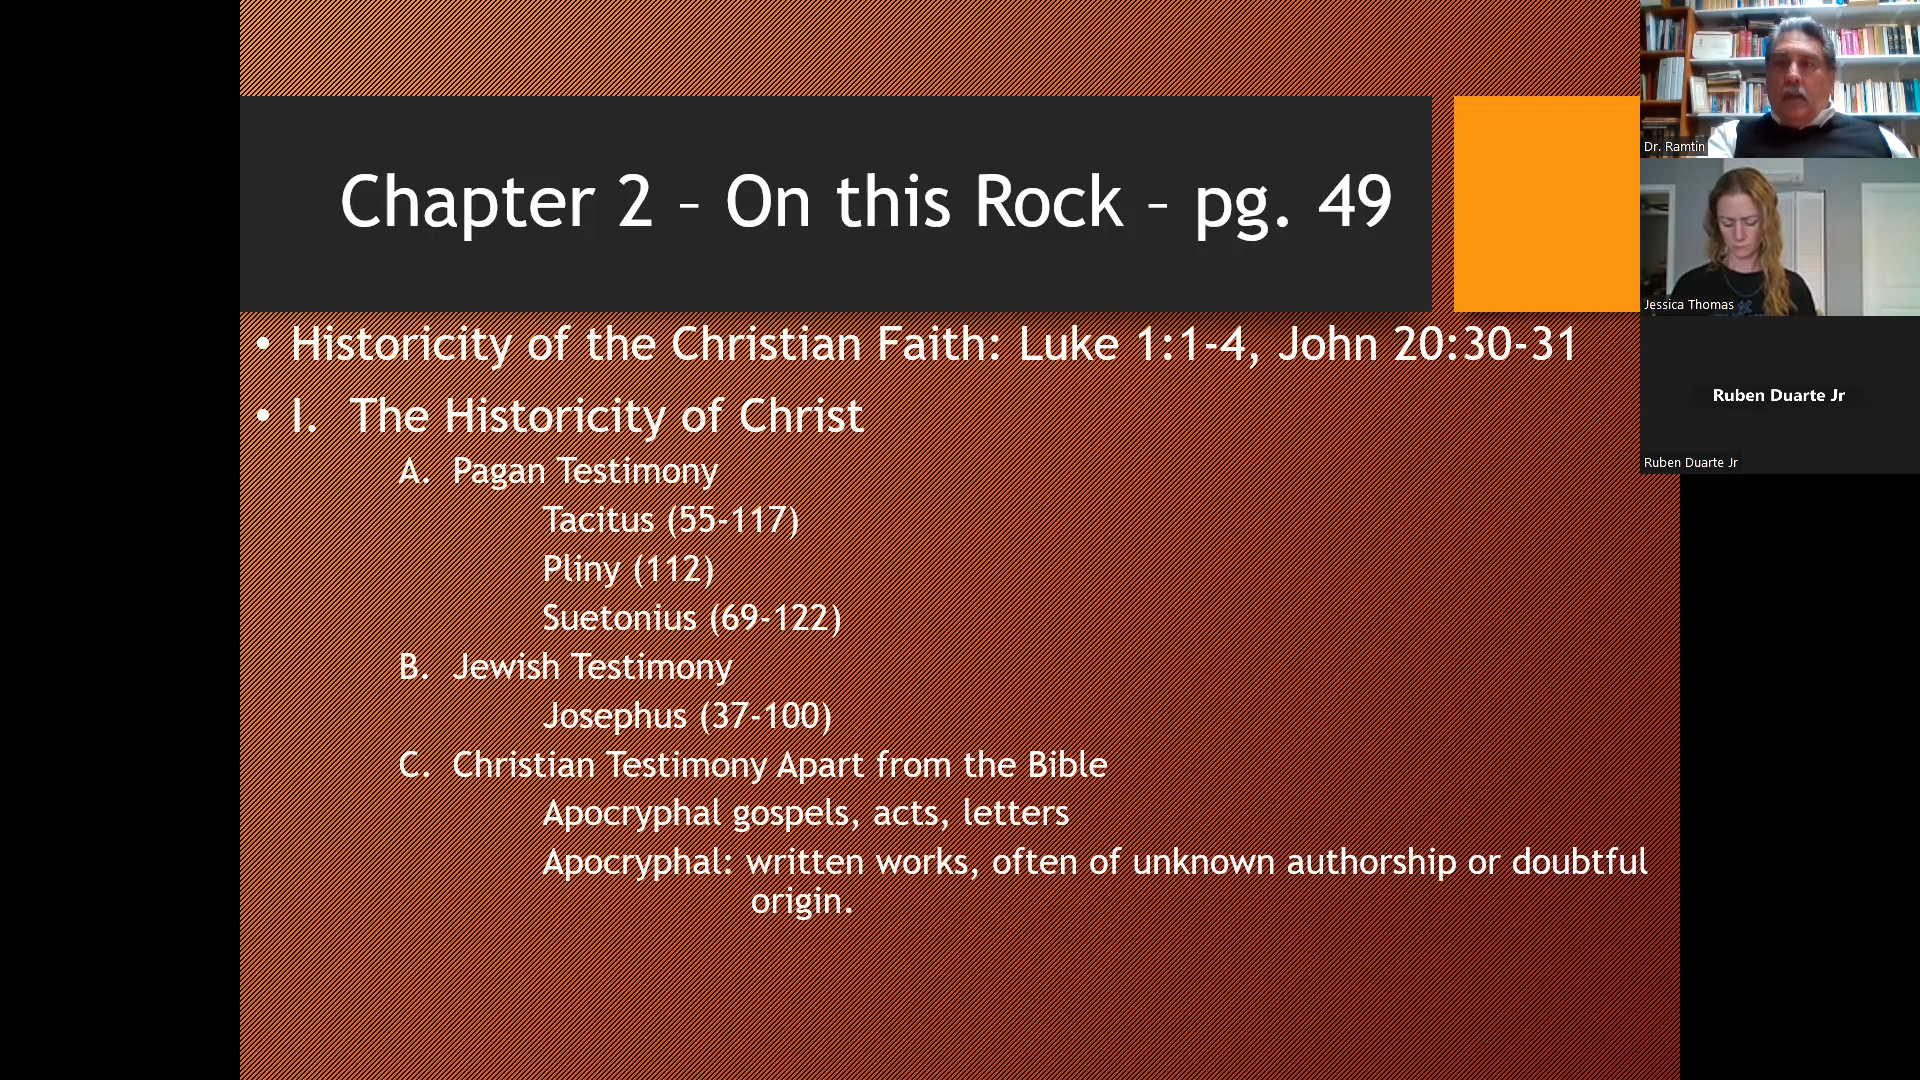 Chapter 2 – On this Rock – pg. 49
• Historicity of the Christian Faith: Luke 1:1-4, John 20:30-31
• I. The Historicity of Christ
A. Pagan Testimony
Tacitus (55-117)
Pliny (112)
Suetonius (69-122)
B. Jewish Testimony
Josephus (37-100)
C. Christian Testimony Apart from the Bible
Apocryphal gospels, acts, letters
Apocryphal: written works, often of unknown authorship or doubtful
origin.
Dr. Ramtin
Jessica Thomas
Ruben Duarte Jr
Ruben Duarte Jr